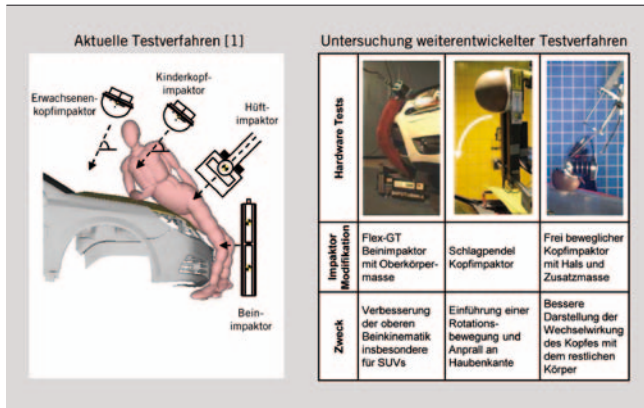 Aktuelle Testverfahren [1]
Erwachsenen-
kopfimpaktor
Kinderkopf-
impaktor
Hüft-
impaktor
Bein-
impaktor
Untersuchung weiterentwickelter Testverfahren
Hardware Tests
Impaktor
Modifikation
Flex-GT
Beinimpaktor
mit Oberkörper-
masse
Schlagpendel
Kopfimpaktor
Frei beweglicher
Kopfimpaktor
mit Hals und
Zusatzmasse
Zweck
Verbesserung
der oberen
Beinkinematik
insbesondere
für SUVs
Einführung einer
Rotations-
bewegung und
Anprall an
Haubenkante
Bessere
Darstellung der
Wechselwirkung
des Kopfes mit
dem restlichen
Körper